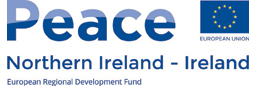 Peace
EUROPEAN UNION
Northern Ireland - Ireland
European Regional Development Fund